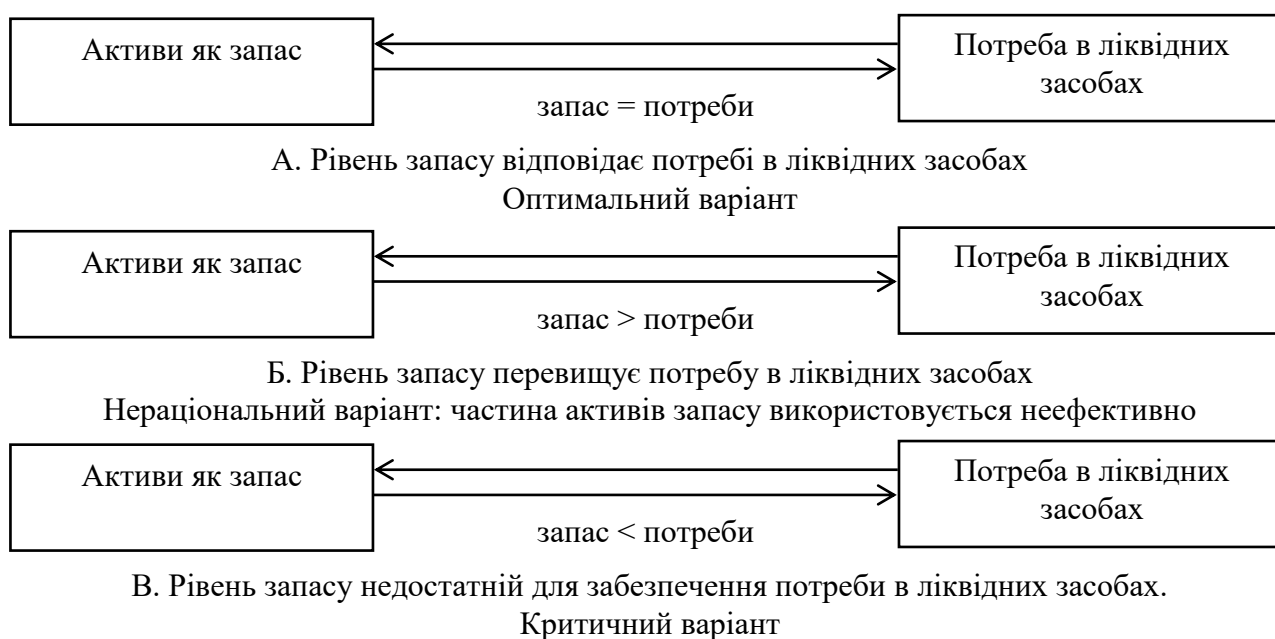 Активи як запас
Потреба в ліквідних
засобах
запас = потреби
А. Рівень запасу відповідає потребі в ліквідних засобах
Оптимальний варіант
Активи як запас
Потреба в ліквідних
засобах
запас > потреби
Б. Рівень запасу перевищує потребу в ліквідних засобах
Нераціональний варіант: частина активів запасу використовується неефективно
Активи як запас
Потреба в ліквідних
засобах
запас < потреби
В. Рівень запасу недостатній для забезпечення потреби в ліквідних засобах.
Критичний варіант